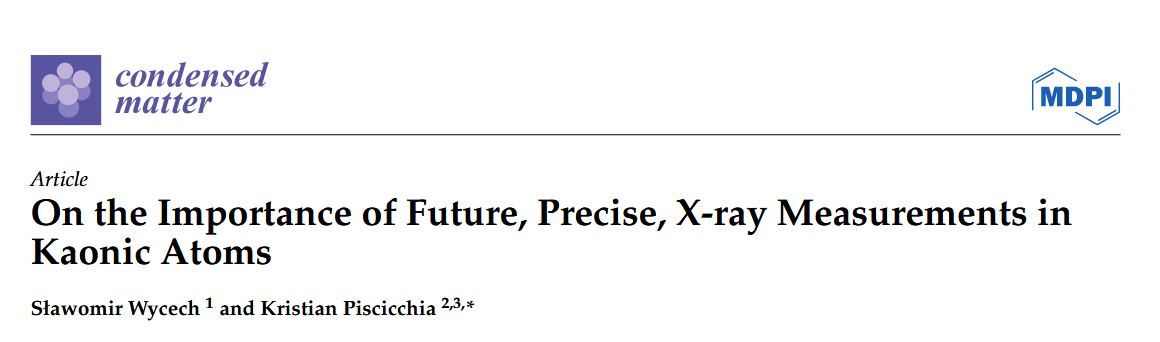 condensed
matter
MDPI
Article
On the Importance of Future, Precise, X-ray Measurements in
Kaonic Atoms
Sławomir Wycech 1 and Kristian Piscicchia 2,3,*